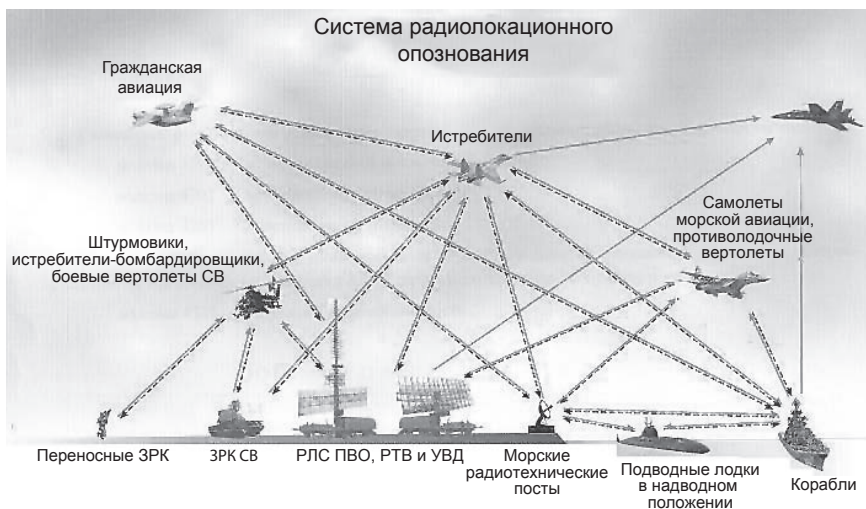 Система радиолокационного
опознования
Гражданская
авиация
Истребители
Самолеты
морской авиации,
противолодочные
вертолеты
Штурмовики,
истребители-бомбардировщики,
боевые вертолеты СВ
Переносные ЗРК
ЗРК СВ
РЛС ПВО, РТВ и УВД
Морские
радиотехнические
посты
Подводные лодки
в надводном
положении
Корабли